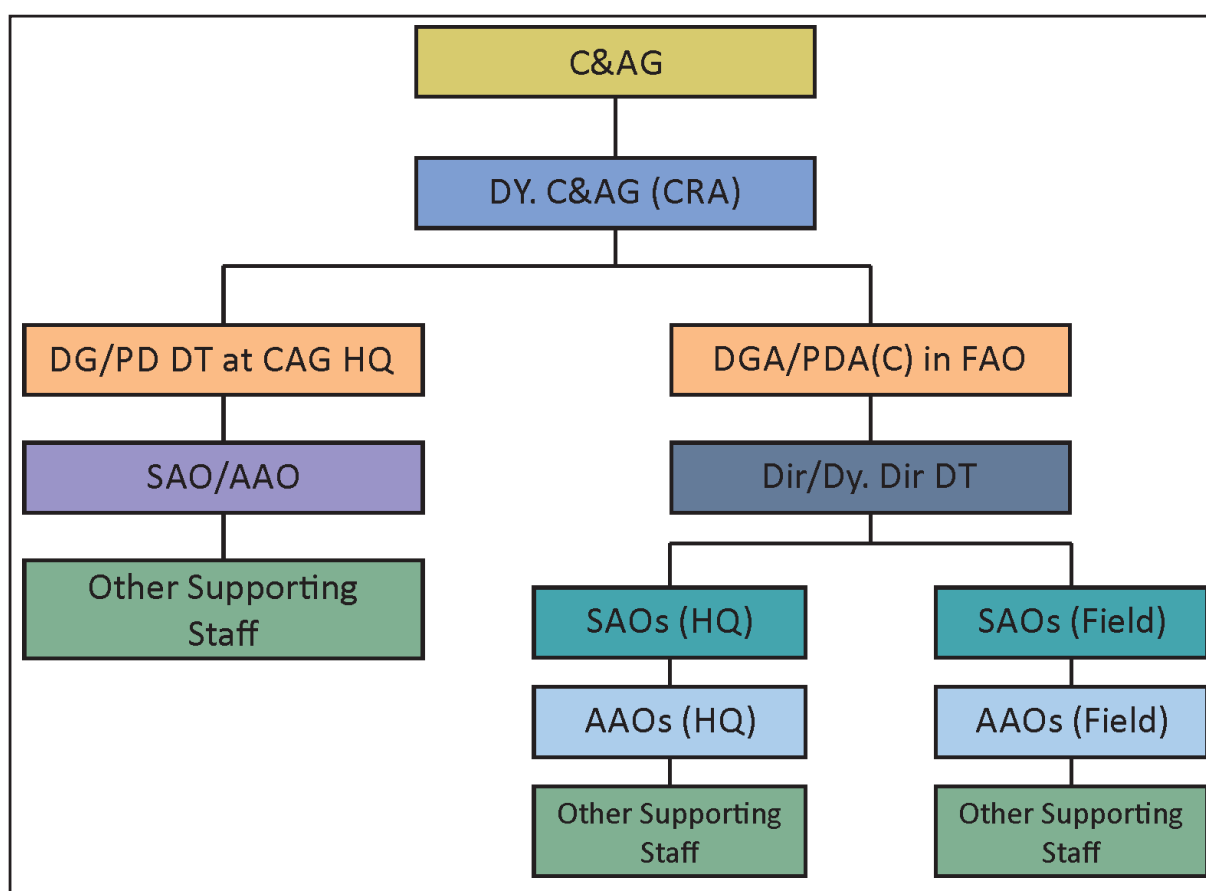 C&AG
DY. C&AG (CRA)
DG/PD DT at CAG HQ
DGA/PDA(C) in FAO
SAO/AAO
Dir/Dy. Dir DT
Other Supporting
Staff
SAOs (HQ)
SAOs (Field)
AAOs (HQ)
AAOs (Field)
Other Supporting
Staff
Other Supporting
Staff